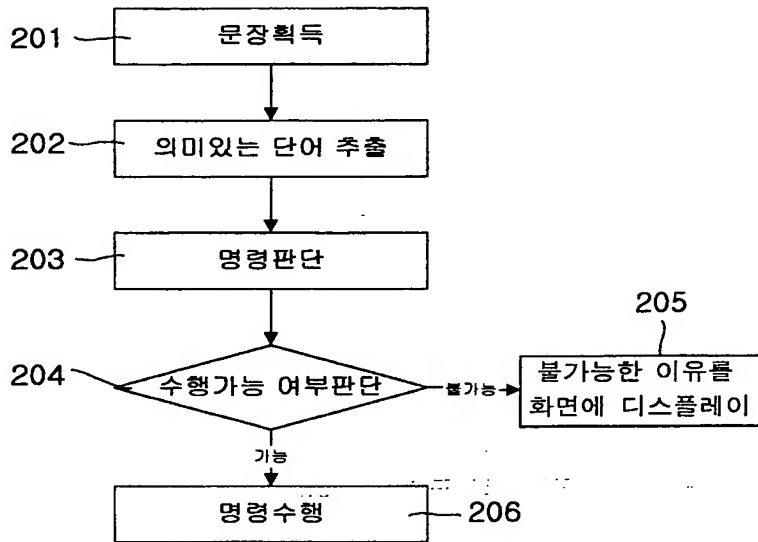 201
문장획득
202
의미있는 단어 추출
203
명령판단
205
204
수행가능 여부판단
불가능
불가능한 이유를
화면에 디스플레이
가능
명령수행
206